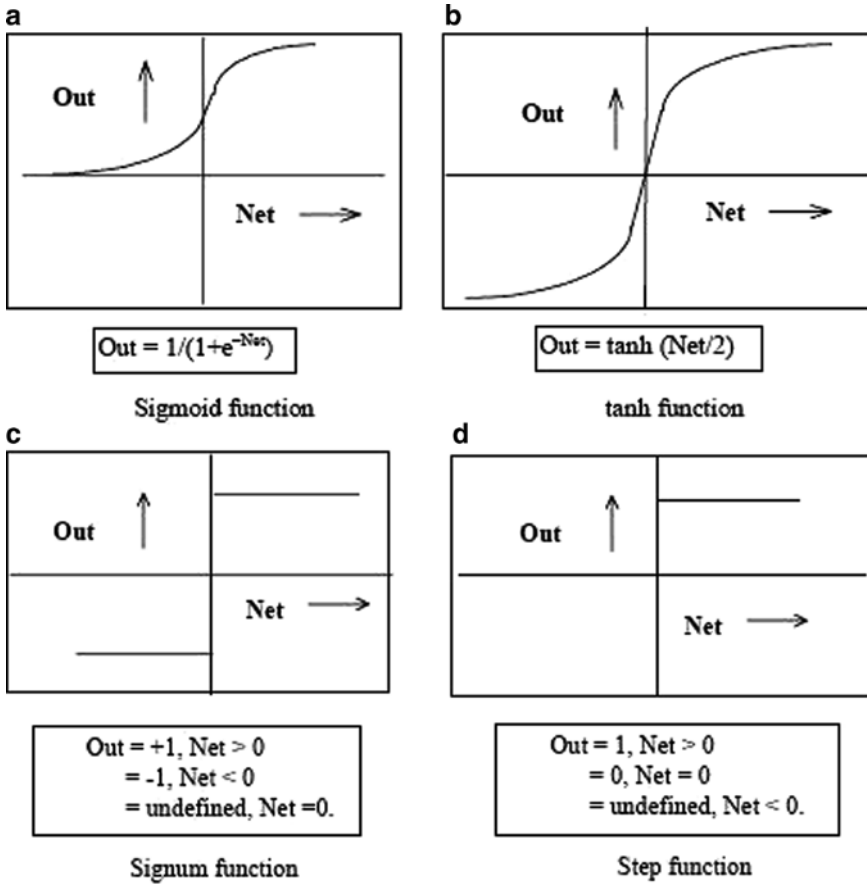 a
Out
Net
Out = 1/(1+e⁻ᴺᵉᵗ)
Sigmoid function
b
Out
Net
Out = tanh (Net/2)
tanh function
c
Out
Net
Out = +1, Net > 0
= -1, Net < 0
= undefined, Net =0.
Signum function
d
Out
Net
Out = 1, Net > 0
= 0, Net = 0
= undefined, Net < 0.
Step function